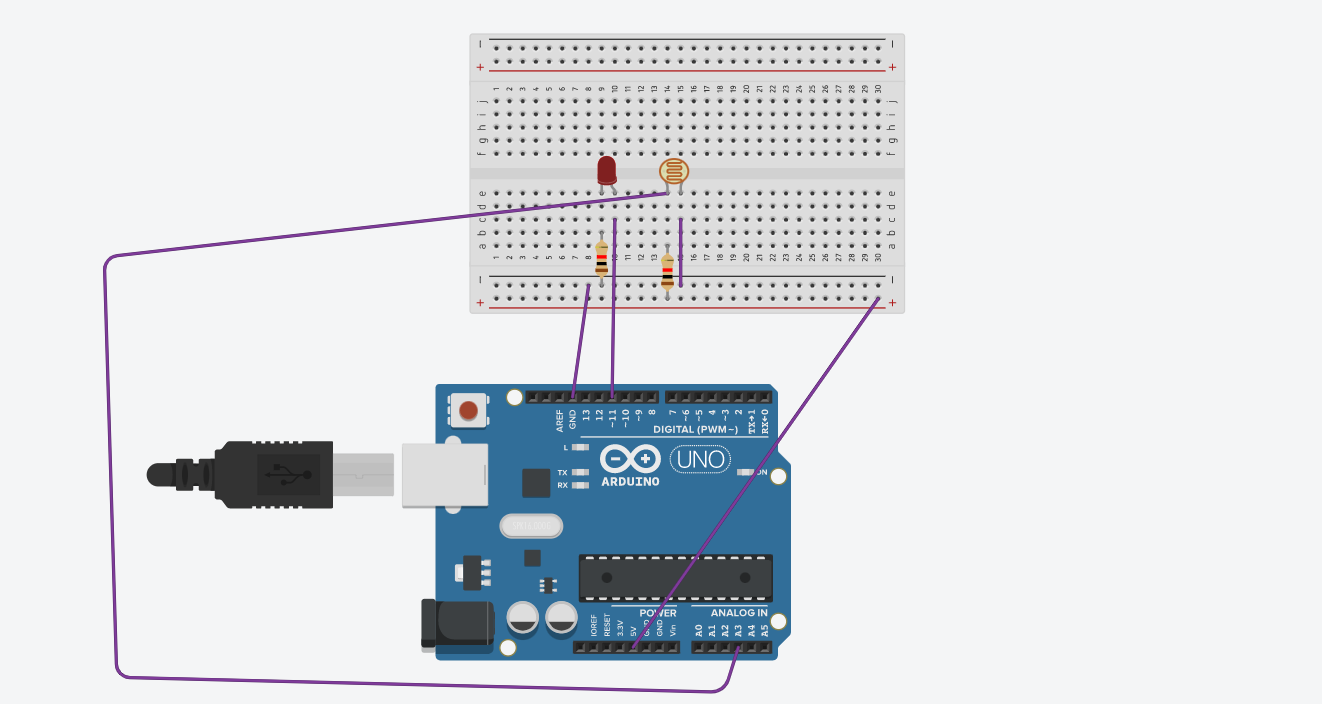 − −
+ +
1 2 3 4 5 6 7 8 9 10 11 12 13 14 15 16 17 18 19 20 21 22 23 24 25 26 27 28 29 30
j j
i i
h h
g g
f f
e e
d d
c c
b b
a a
1 2 3 4 5 6 7 8 9 10 11 12 13 14 15 16 17 18 19 20 21 22 23 24 25 26 27 28 29 30
− −
+ +
AREF GND 13 12 ~11 ~10 ~9 8 7 ~6 ~5 4 ~3 2 TX→1 RX←0
DIGITAL (PWM~)
L
TX
RX
ARDUINO
UNO
ON
POWER ANALOG IN
IOREF RESET 3.3V 5V GND GND Vin A0 A1 A2 A3 A4 A5